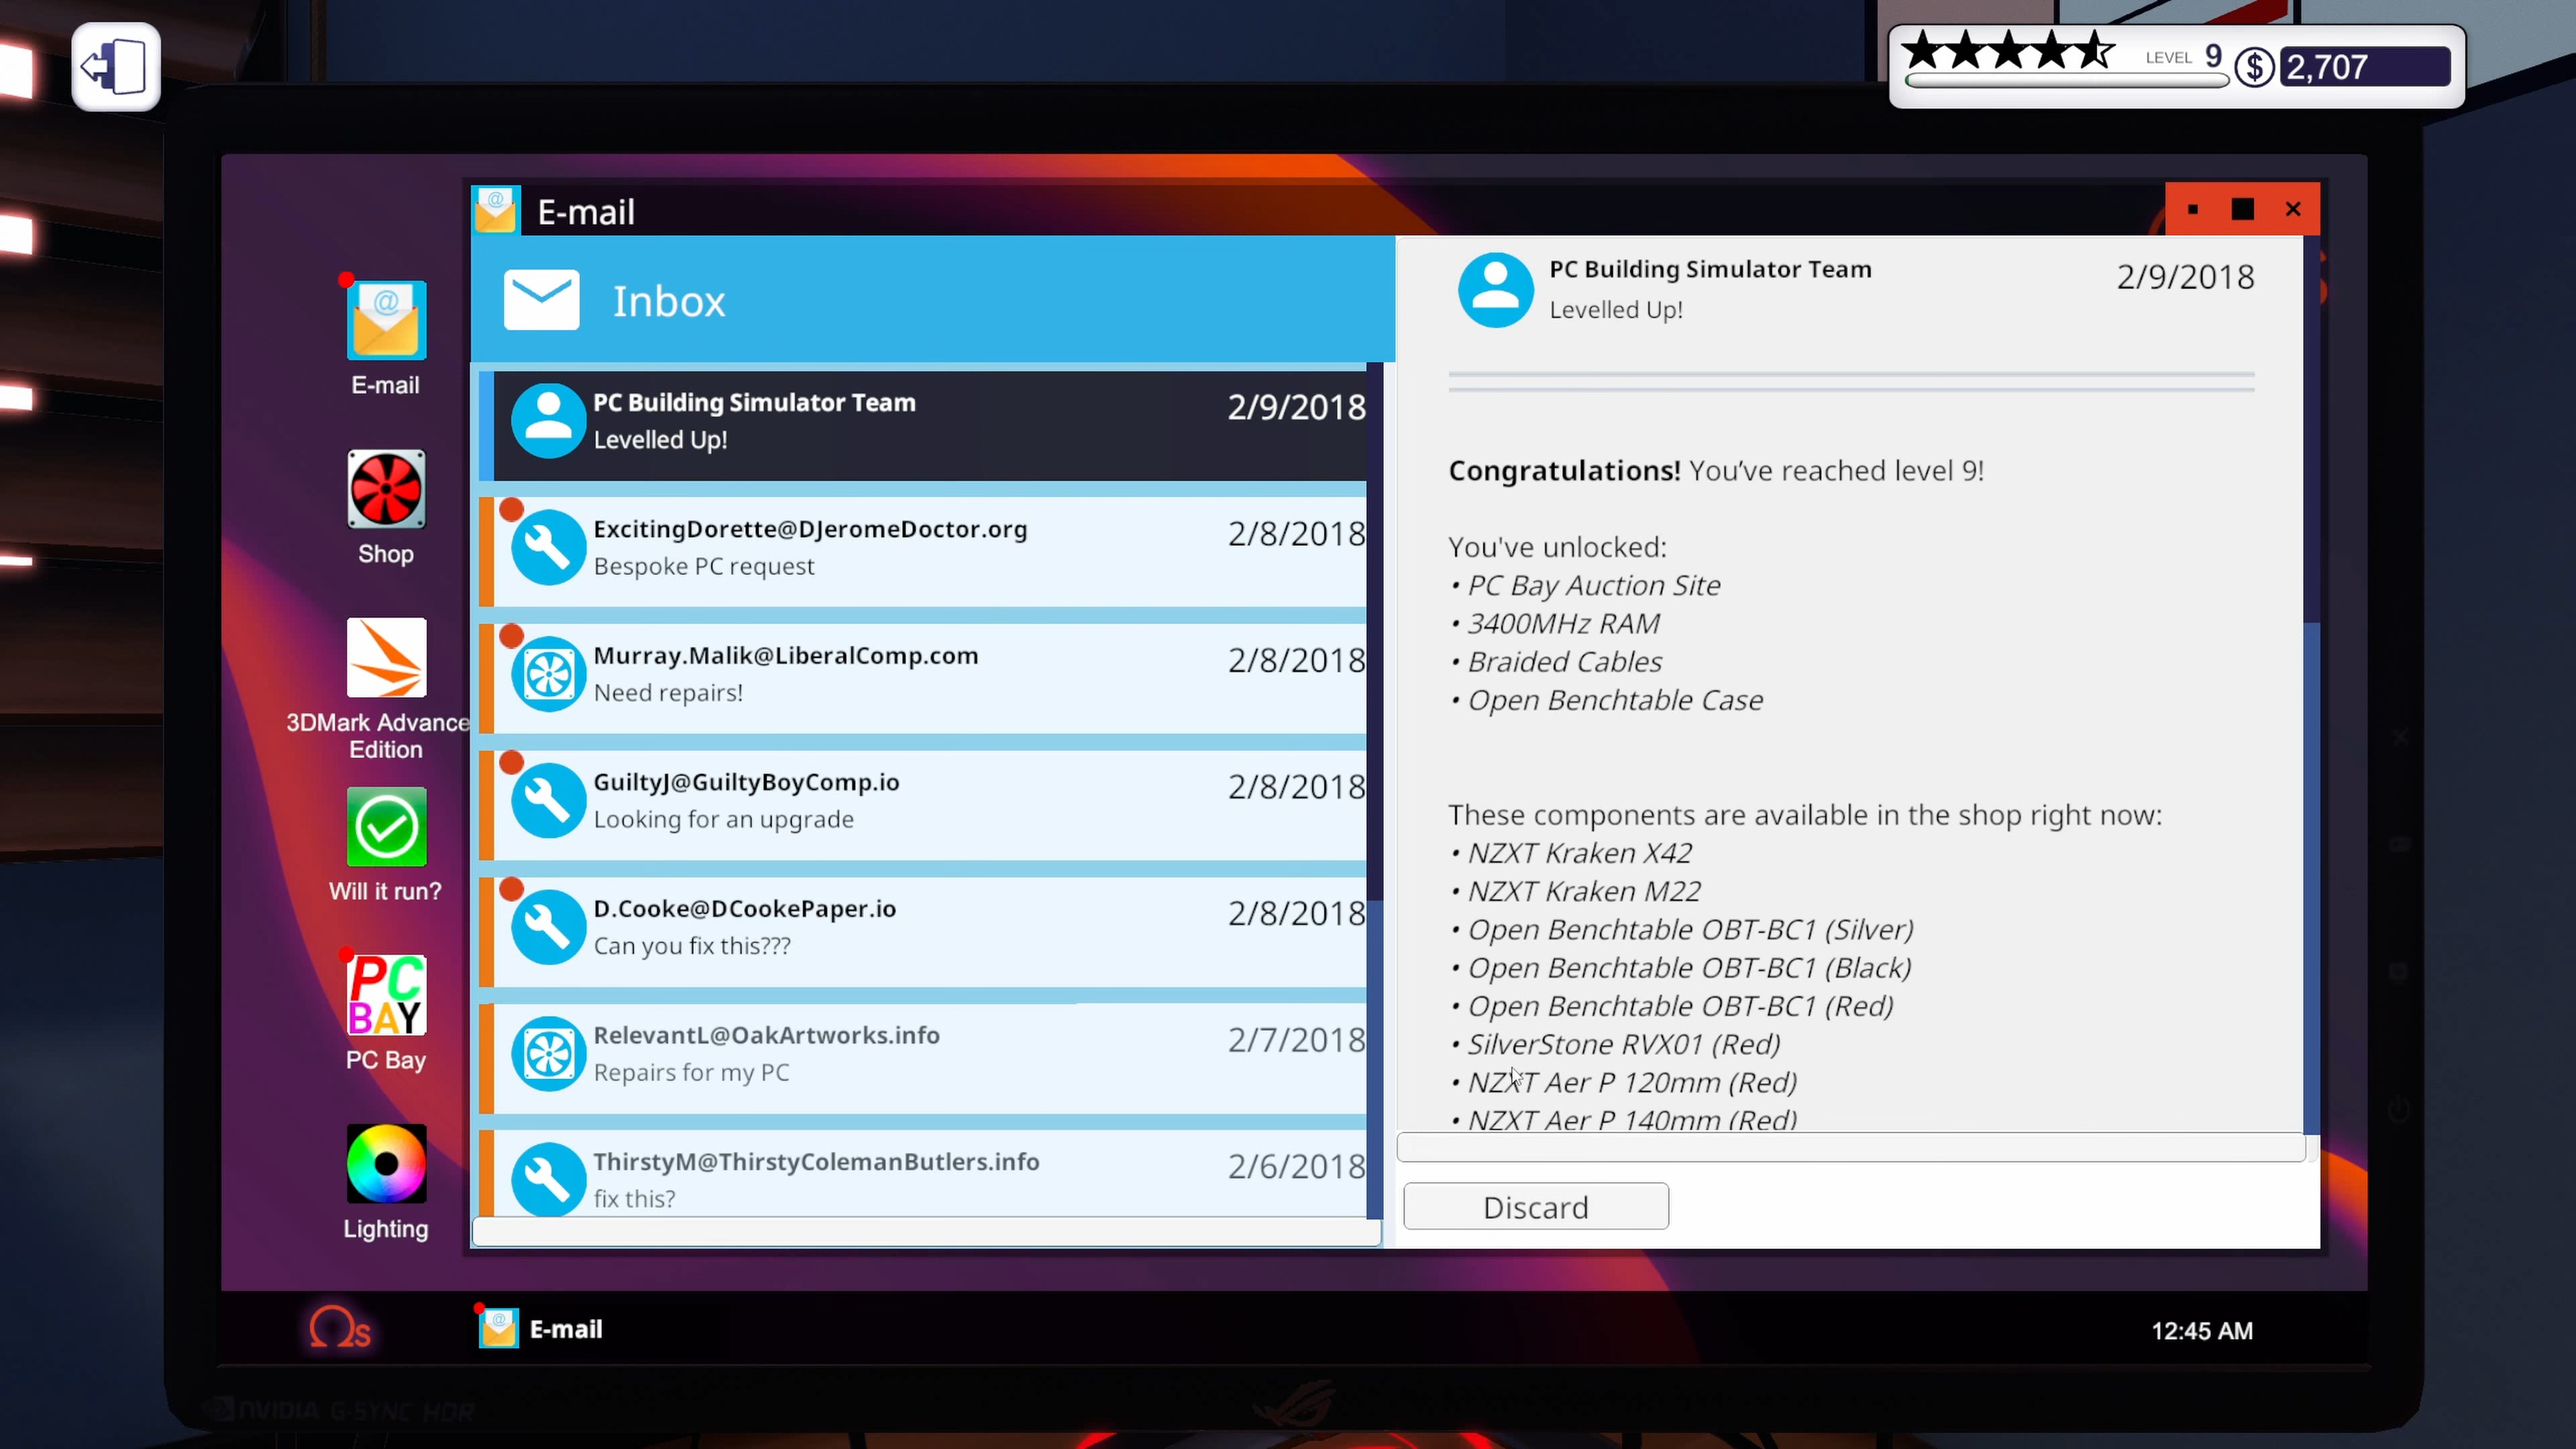 LEVEL 9
$ 2,707
E-mail
Inbox
PC Building Simulator Team
2/9/2018
Levelled Up!
ExcitingDorette@DJeromeDoctor.org
2/8/2018
Bespoke PC request
Murray.Malik@LiberalComp.com
2/8/2018
Need repairs!
GuiltyJ@GuiltyBoyComp.io
2/8/2018
Looking for an upgrade
D.Cooke@DCookePaper.io
2/8/2018
Can you fix this???
RelevantL@OakArtworks.info
2/7/2018
Repairs for my PC
ThirstyM@ThirstyColemanButlers.info
2/6/2018
fix this?
PC Building Simulator Team
2/9/2018
Levelled Up!
Congratulations! You've reached level 9!
You've unlocked:
• PC Bay Auction Site
• 3400MHz RAM
• Braided Cables
• Open Benchtable Case
These components are available in the shop right now:
• NZXT Kraken X42
• NZXT Kraken M22
• Open Benchtable OBT-BC1 (Silver)
• Open Benchtable OBT-BC1 (Black)
• Open Benchtable OBT-BC1 (Red)
• SilverStone RVX01 (Red)
• NZXT Aer P 120mm (Red)
• NZXT Aer P 140mm (Red)
Discard
E-mail
Shop
3DMark Advance
Edition
Will it run?
PC
BAY
PC Bay
Lighting
Ωs
E-mail
12:45 AM
NVIDIA G-SYNC HDR